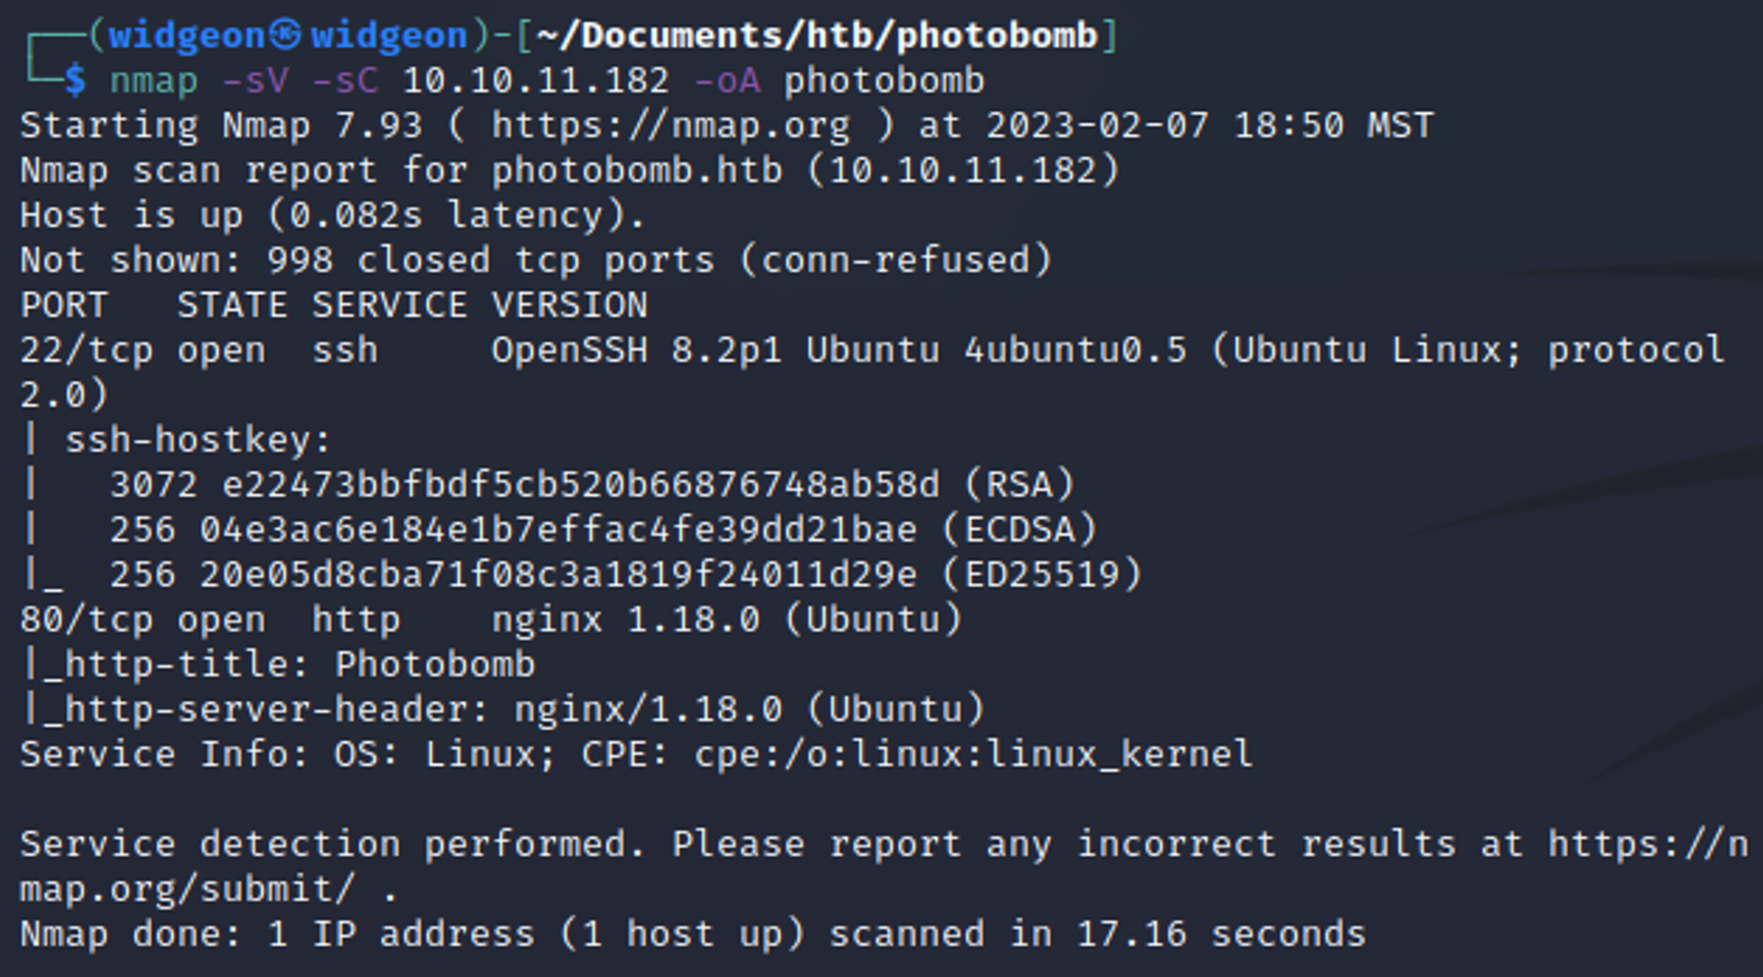 ┌──(widgeon㉿widgeon)-[~/Documents/htb/photobomb]
└─$ nmap -sV -sC 10.10.11.182 -oA photobomb
Starting Nmap 7.93 ( https://nmap.org ) at 2023-02-07 18:50 MST
Nmap scan report for photobomb.htb (10.10.11.182)
Host is up (0.082s latency).
Not shown: 998 closed tcp ports (conn-refused)
PORT   STATE SERVICE VERSION
22/tcp open  ssh     OpenSSH 8.2p1 Ubuntu 4ubuntu0.5 (Ubuntu Linux; protocol
2.0)
| ssh-hostkey:
|   3072 e22473bbfbdf5cb520b66876748ab58d (RSA)
|   256 04e3ac6e184e1b7effac4fe39dd21bae (ECDSA)
|_  256 20e05d8cba71f08c3a1819f24011d29e (ED25519)
80/tcp open  http    nginx 1.18.0 (Ubuntu)
|_http-title: Photobomb
|_http-server-header: nginx/1.18.0 (Ubuntu)
Service Info: OS: Linux; CPE: cpe:/o:linux:linux_kernel

Service detection performed. Please report any incorrect results at https://n
map.org/submit/ .
Nmap done: 1 IP address (1 host up) scanned in 17.16 seconds